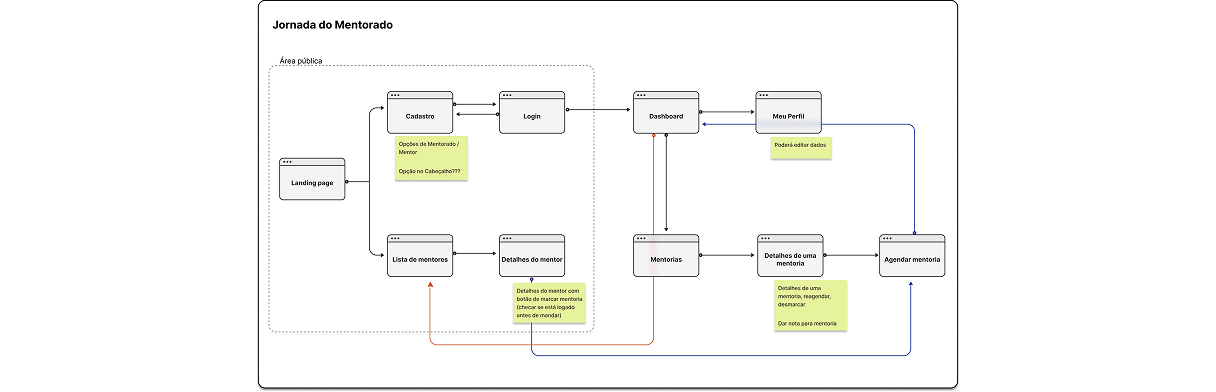 Jornada do Mentorado
Área pública
Cadastro
Login
Dashboard
Meu Perfil
Opções de Mentorado /
Mentor
Opção no Cabeçalho???
Poderá editar dados
Landing page
Lista de mentores
Detalhes do mentor
Mentorias
Detalhes de uma
mentoria
Agendar mentoria
Detalhes do mentor com
botão de marcar mentoria
(checar se está logado
antes de mandar)
Detalhes de uma
mentoria, reagendar,
desmarcar
Dar nota para mentoria